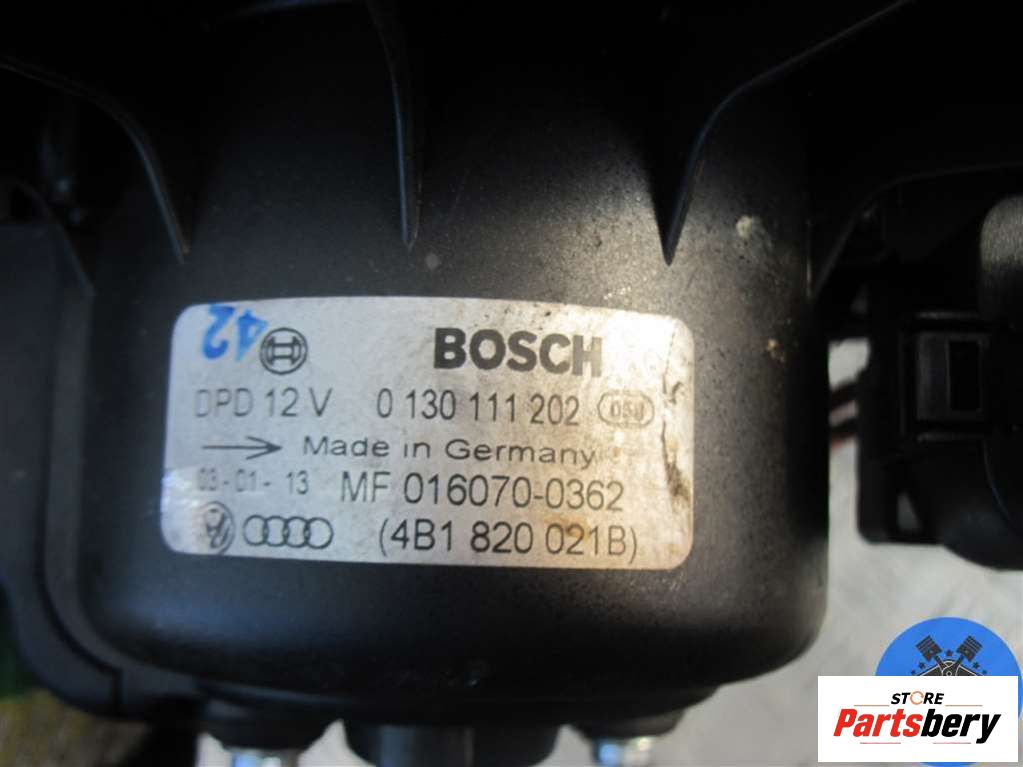 42
BOSCH
DPD 12 V 0 130 111 202
Made in Germany
03-01-13 MF 016070-0362
(4B1 820 021B)
STORE
Partsbery